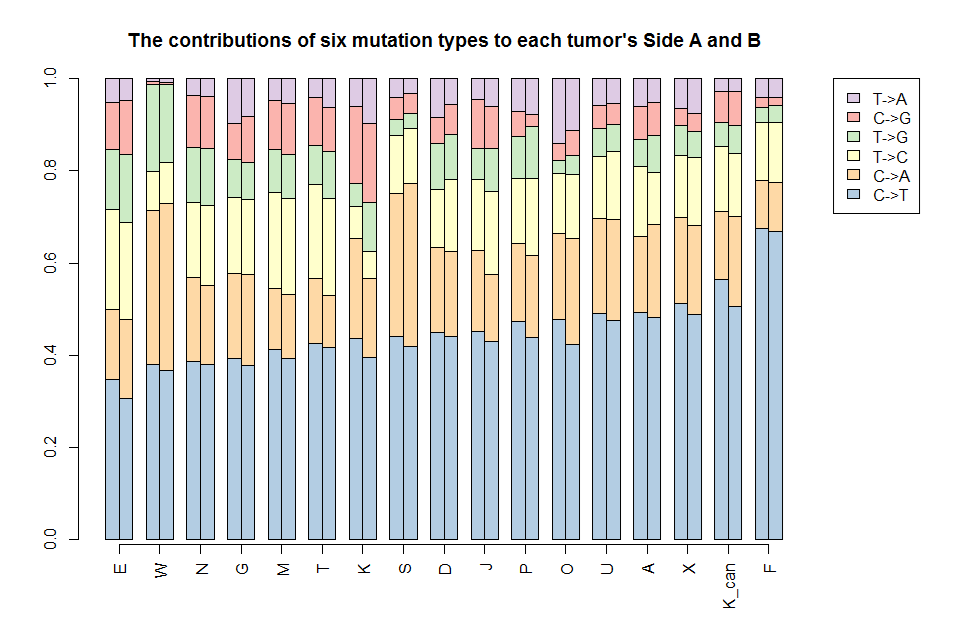 The contributions of six mutation types to each tumor's Side A and B
1.0
0.8
0.6
0.4
0.2
0.0
E W N G M T K S D J P O U A X K_can F
T->A
C->G
T->G
T->C
C->A
C->T